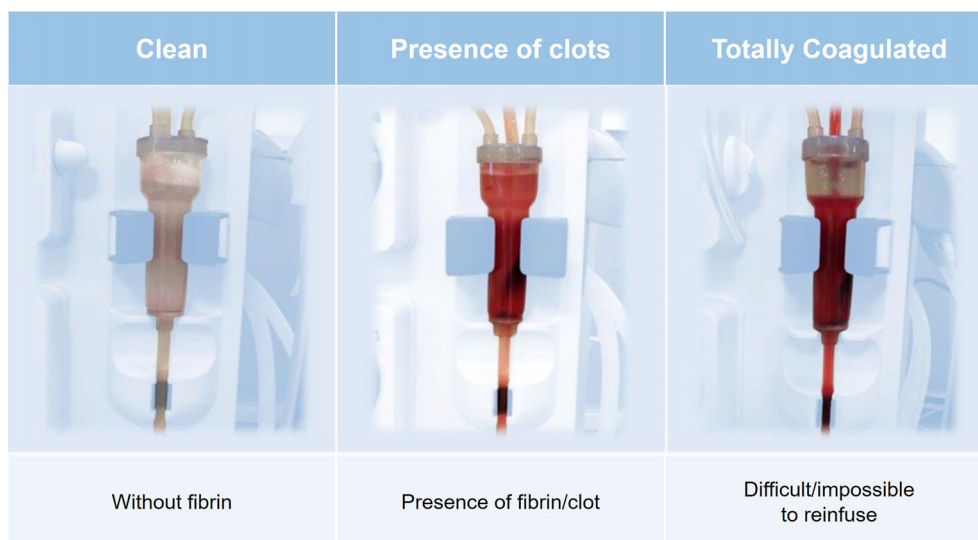 Clean
Presence of clots
Totally Coagulated
Without fibrin
Presence of fibrin/clot
Difficult/impossible
to reinfuse